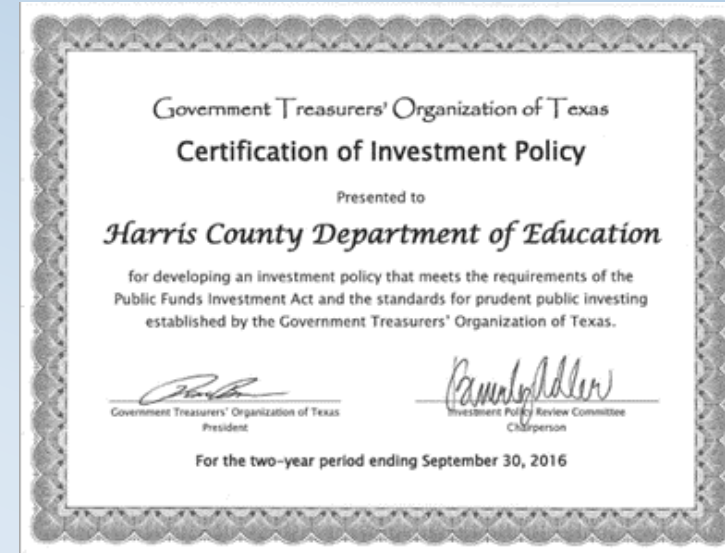 Government Treasurers' Organization of Texas
Certification of Investment Policy
Presented to
Harris County Department of Education
for developing an investment policy that meets the requirements of the
Public Funds Investment Act and the standards for prudent public investing
established by the Government Treasurers' Organization of Texas.
Beverly Adler
Government Treasurers' Organization of Texas
President
Investment Policy Review Committee
Chairperson
For the two-year period ending September 30, 2016